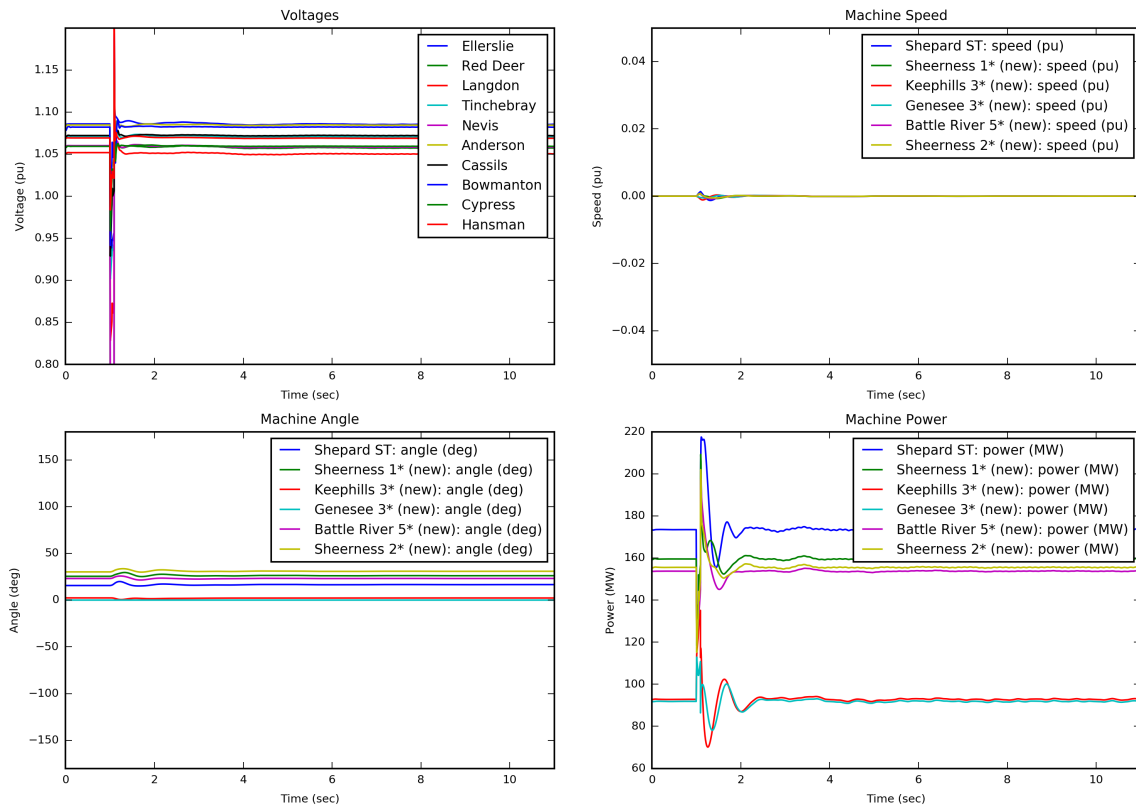 Voltages
1.15
1.10
1.05
1.00
0.95
0.90
0.85
0.80
Voltage (pu)
0
2
4
6
8
10
Time (sec)
Ellerslie
Red Deer
Langdon
Tinchebray
Nevis
Anderson
Cassils
Bowmanton
Cypress
Hansman
Machine Speed
0.04
0.02
0.00
−0.02
−0.04
Speed (pu)
0
2
4
6
8
10
Time (sec)
Shepard ST: speed (pu)
Sheerness 1* (new): speed (pu)
Keephills 3* (new): speed (pu)
Genesee 3* (new): speed (pu)
Battle River 5* (new): speed (pu)
Sheerness 2* (new): speed (pu)
Machine Angle
150
100
50
0
−50
−100
−150
Angle (deg)
0
2
4
6
8
10
Time (sec)
Shepard ST: angle (deg)
Sheerness 1* (new): angle (deg)
Keephills 3* (new): angle (deg)
Genesee 3* (new): angle (deg)
Battle River 5* (new): angle (deg)
Sheerness 2* (new): angle (deg)
Machine Power
220
200
180
160
140
120
100
80
60
Power (MW)
0
2
4
6
8
10
Time (sec)
Shepard ST: power (MW)
Sheerness 1* (new): power (MW)
Keephills 3* (new): power (MW)
Genesee 3* (new): power (MW)
Battle River 5* (new): power (MW)
Sheerness 2* (new): power (MW)